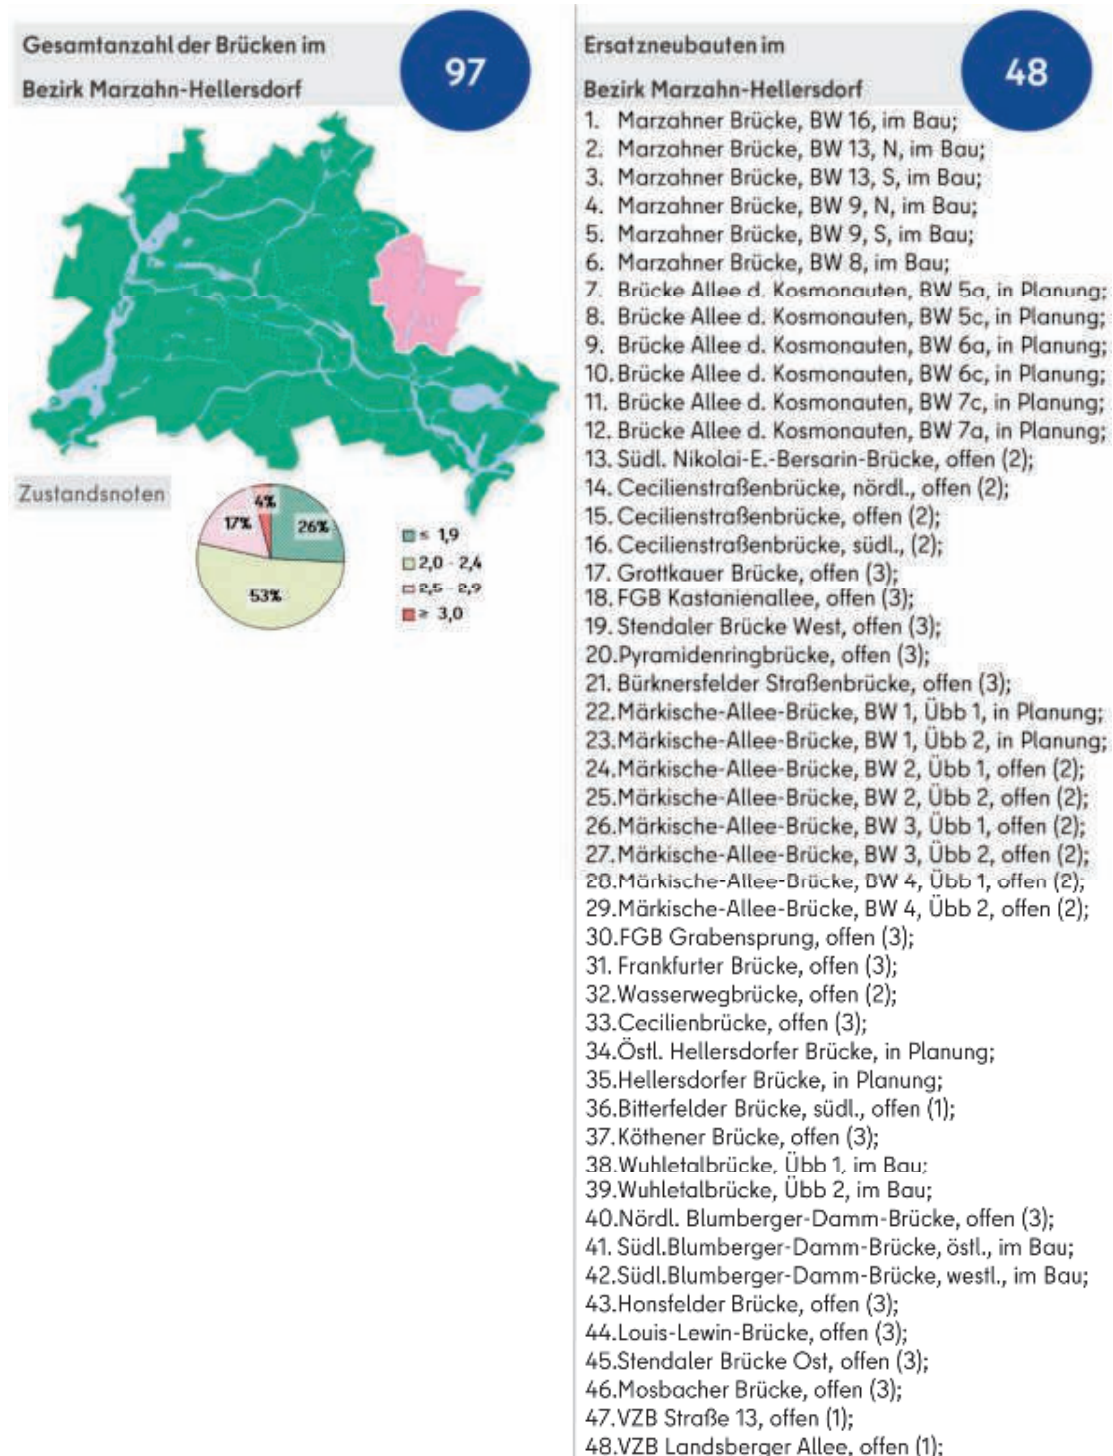 Gesamtanzahl der Brücken im
Bezirk Marzahn-Hellersdorf
97
Zustandsnoten
4%
17%
26%
53%
≤ 1,9
2,0 - 2,4
2,5 - 2,9
≥ 3,0
Ersatzneubauten im
Bezirk Marzahn-Hellersdorf
48
1. Marzahner Brücke, BW 16, im Bau;
2. Marzahner Brücke, BW 13, N, im Bau;
3. Marzahner Brücke, BW 13, S, im Bau;
4. Marzahner Brücke, BW 9, N, im Bau;
5. Marzahner Brücke, BW 9, S, im Bau;
6. Marzahner Brücke, BW 8, im Bau;
7. Brücke Allee d. Kosmonauten, BW 5a, in Planung;
8. Brücke Allee d. Kosmonauten, BW 5c, in Planung;
9. Brücke Allee d. Kosmonauten, BW 6a, in Planung;
10. Brücke Allee d. Kosmonauten, BW 6c, in Planung;
11. Brücke Allee d. Kosmonauten, BW 7c, in Planung;
12. Brücke Allee d. Kosmonauten, BW 7a, in Planung;
13. Südl. Nikolai-E.-Bersarin-Brücke, offen (2);
14. Cecilienstraßenbrücke, nördl., offen (2);
15. Cecilienstraßenbrücke, offen (2);
16. Cecilienstraßenbrücke, südl., (2);
17. Grottkauer Brücke, offen (3);
18. FGB Kastanienallee, offen (3);
19. Stendaler Brücke West, offen (3);
20.Pyramidenringbrücke, offen (3);
21. Bürknersfelder Straßenbrücke, offen (3);
22.Märkische-Allee-Brücke, BW 1, Übb 1, in Planung;
23.Märkische-Allee-Brücke, BW 1, Übb 2, in Planung;
24.Märkische-Allee-Brücke, BW 2, Übb 1, offen (2);
25.Märkische-Allee-Brücke, BW 2, Übb 2, offen (2);
26.Märkische-Allee-Brücke, BW 3, Übb 1, offen (2);
27.Märkische-Allee-Brücke, BW 3, Übb 2, offen (2);
28.Märkische-Allee-Brücke, BW 4, Übb 1, offen (2);
29.Märkische-Allee-Brücke, BW 4, Übb 2, offen (2);
30.FGB Grabensprung, offen (3);
31. Frankfurter Brücke, offen (3);
32.Wasserwegbrücke, offen (2);
33.Cecilienbrücke, offen (3);
34.Östl. Hellersdorfer Brücke, in Planung;
35.Hellersdorfer Brücke, in Planung;
36.Bitterfelder Brücke, südl., offen (1);
37.Köthener Brücke, offen (3);
38.Wuhletalbrücke, Übb 1, im Bau;
39.Wuhletalbrücke, Übb 2, im Bau;
40.Nördl. Blumberger-Damm-Brücke, offen (3);
41. Südl.Blumberger-Damm-Brücke, östl., im Bau;
42.Südl.Blumberger-Damm-Brücke, westl., im Bau;
43.Honsfelder Brücke, offen (3);
44.Louis-Lewin-Brücke, offen (3);
45.Stendaler Brücke Ost, offen (3);
46.Mosbacher Brücke, offen (3);
47.VZB Straße 13, offen (1);
48.VZB Landsberger Allee, offen (1);